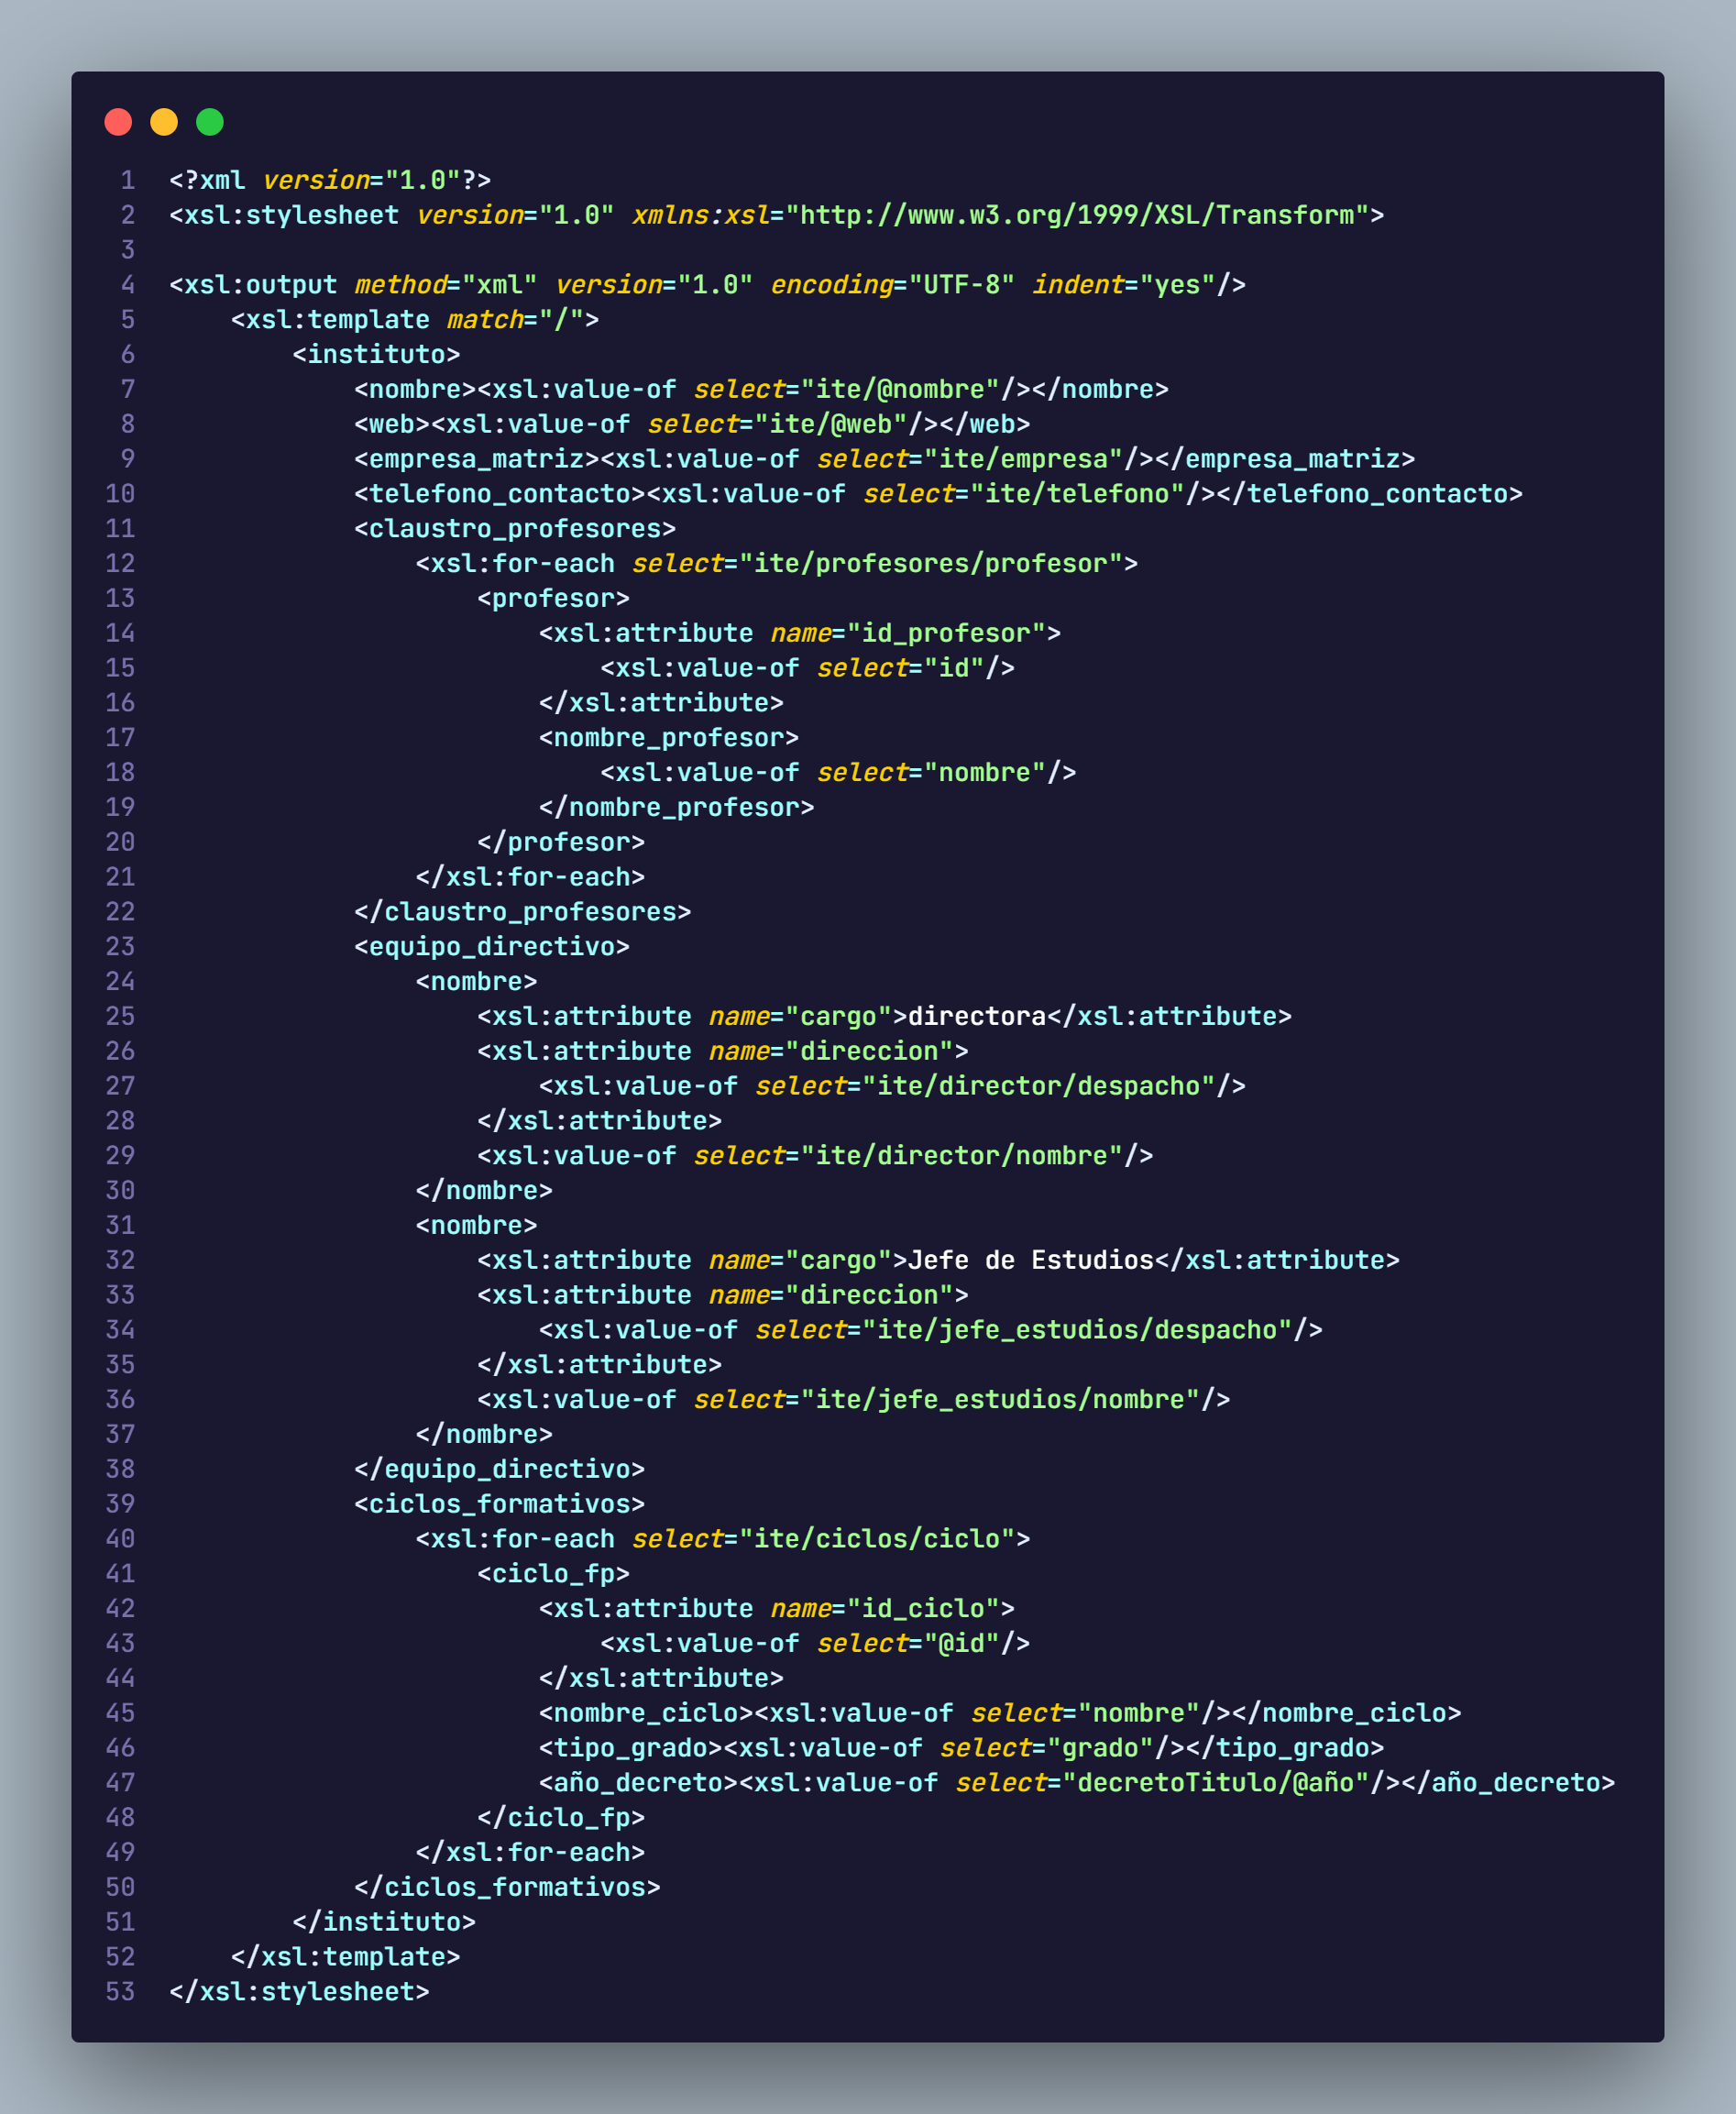 1 <?xml version="1.0"?>
2 <xsl:stylesheet version="1.0" xmlns:xsl="http://www.w3.org/1999/XSL/Transform">
3
4 <xsl:output method="xml" version="1.0" encoding="UTF-8" indent="yes"/>
5     <xsl:template match="/">
6         <instituto>
7             <nombre><xsl:value-of select="ite/@nombre"/></nombre>
8             <web><xsl:value-of select="ite/@web"/></web>
9             <empresa_matriz><xsl:value-of select="ite/empresa"/></empresa_matriz>
10             <telefono_contacto><xsl:value-of select="ite/telefono"/></telefono_contacto>
11             <claustro_profesores>
12                 <xsl:for-each select="ite/profesores/profesor">
13                     <profesor>
14                         <xsl:attribute name="id_profesor">
15                             <xsl:value-of select="id"/>
16                         </xsl:attribute>
17                         <nombre_profesor>
18                             <xsl:value-of select="nombre"/>
19                         </nombre_profesor>
20                     </profesor>
21                 </xsl:for-each>
22             </claustro_profesores>
23             <equipo_directivo>
24                 <nombre>
25                     <xsl:attribute name="cargo">directora</xsl:attribute>
26                     <xsl:attribute name="direccion">
27                         <xsl:value-of select="ite/director/despacho"/>
28                     </xsl:attribute>
29                     <xsl:value-of select="ite/director/nombre"/>
30                 </nombre>
31                 <nombre>
32                     <xsl:attribute name="cargo">Jefe de Estudios</xsl:attribute>
33                     <xsl:attribute name="direccion">
34                         <xsl:value-of select="ite/jefe_estudios/despacho"/>
35                     </xsl:attribute>
36                     <xsl:value-of select="ite/jefe_estudios/nombre"/>
37                 </nombre>
38             </equipo_directivo>
39             <ciclos_formativos>
40                 <xsl:for-each select="ite/ciclos/ciclo">
41                     <ciclo_fp>
42                         <xsl:attribute name="id_ciclo">
43                             <xsl:value-of select="@id"/>
44                         </xsl:attribute>
45                         <nombre_ciclo><xsl:value-of select="nombre"/></nombre_ciclo>
46                         <tipo_grado><xsl:value-of select="grado"/></tipo_grado>
47                         <año_decreto><xsl:value-of select="decretoTitulo/@año"/></año_decreto>
48                     </ciclo_fp>
49                 </xsl:for-each>
50             </ciclos_formativos>
51         </instituto>
52     </xsl:template>
53 </xsl:stylesheet>